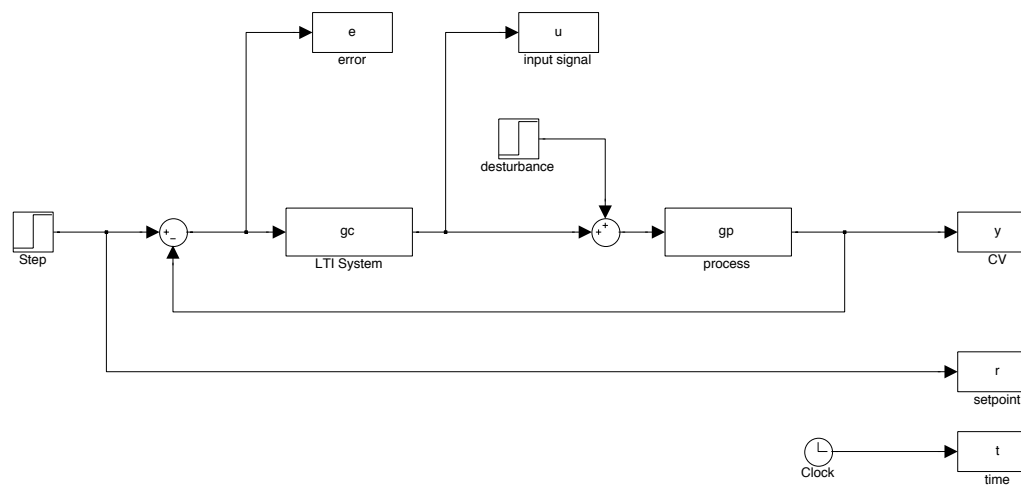 e
error
u
input signal
desturbance
Step
gc
LTI System
gp
process
y
CV
r
setpoint
Clock
t
time